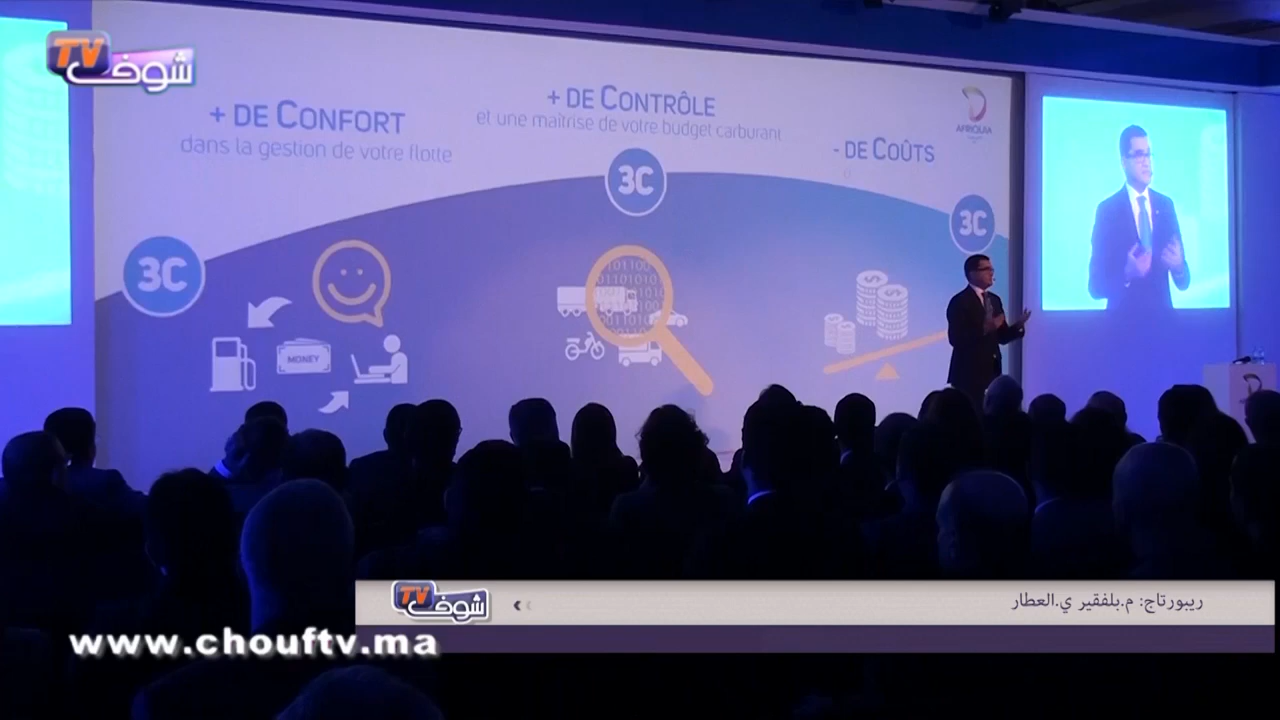 TV شوف
+ DE CONFORT
dans la gestion de votre flotte
+ DE CONTRÔLE
et une maîtrise de votre budget carburant
- DE COÛTS
AFRIQUIA
3C
3C
3C
MONEY
TV شوف
ريبورتاج: م.بلفقير ي.العطار
www.chouftv.ma